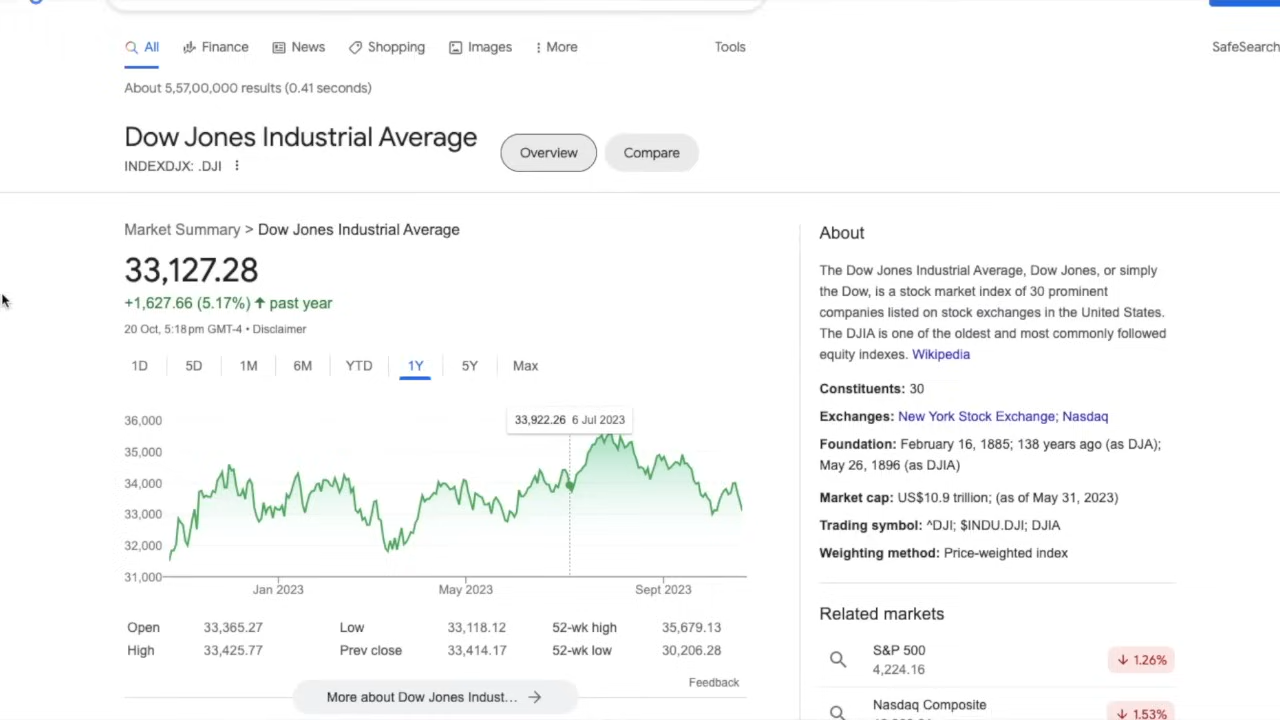 All Finance News Shopping Images More Tools SafeSearch
About 5,57,00,000 results (0.41 seconds)
Dow Jones Industrial Average
INDEXDJX: .DJI
Overview Compare
Market Summary > Dow Jones Industrial Average
33,127.28
+1,627.66 (5.17%) ↑ past year
20 Oct, 5:18 pm GMT-4 • Disclaimer
1D 5D 1M 6M YTD 1Y 5Y Max
33,922.26 6 Jul 2023
36,000
35,000
34,000
33,000
32,000
31,000
Jan 2023 May 2023 Sept 2023
Open 33,365.27 Low 33,118.12 52-wk high 35,679.13
High 33,425.77 Prev close 33,414.17 52-wk low 30,206.28
Feedback
More about Dow Jones Indust... →
About
The Dow Jones Industrial Average, Dow Jones, or simply
the Dow, is a stock market index of 30 prominent
companies listed on stock exchanges in the United States.
The DJIA is one of the oldest and most commonly followed
equity indexes. Wikipedia
Constituents: 30
Exchanges: New York Stock Exchange; Nasdaq
Foundation: February 16, 1885; 138 years ago (as DJA);
May 26, 1896 (as DJIA)
Market cap: US$10.9 trillion; (as of May 31, 2023)
Trading symbol: ^DJI; $INDU.DJI; DJIA
Weighting method: Price-weighted index
Related markets
S&P 500
4,224.16
↓ 1.26%
Nasdaq Composite
↓ 1.53%